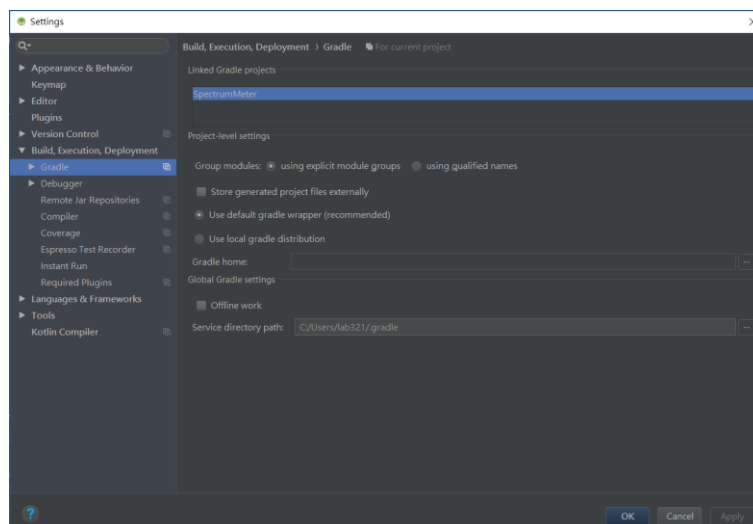 Settings
Build, Execution, Deployment › Gradle For current project
Appearance & Behavior
Keymap
Editor
Plugins
Version Control
Build, Execution, Deployment
Gradle
Debugger
Remote Jar Repositories
Compiler
Coverage
Espresso Test Recorder
Instant Run
Required Plugins
Languages & Frameworks
Tools
Kotlin Compiler
Linked Gradle projects
SpectrumMeter
Project-level settings
Group modules: using explicit module groups using qualified names
Store generated project files externally
Use default gradle wrapper (recommended)
Use local gradle distribution
Gradle home: ...
Global Gradle settings
Offline work
Service directory path: C:/Users/lab321/.gradle ...
? OK Cancel Apply